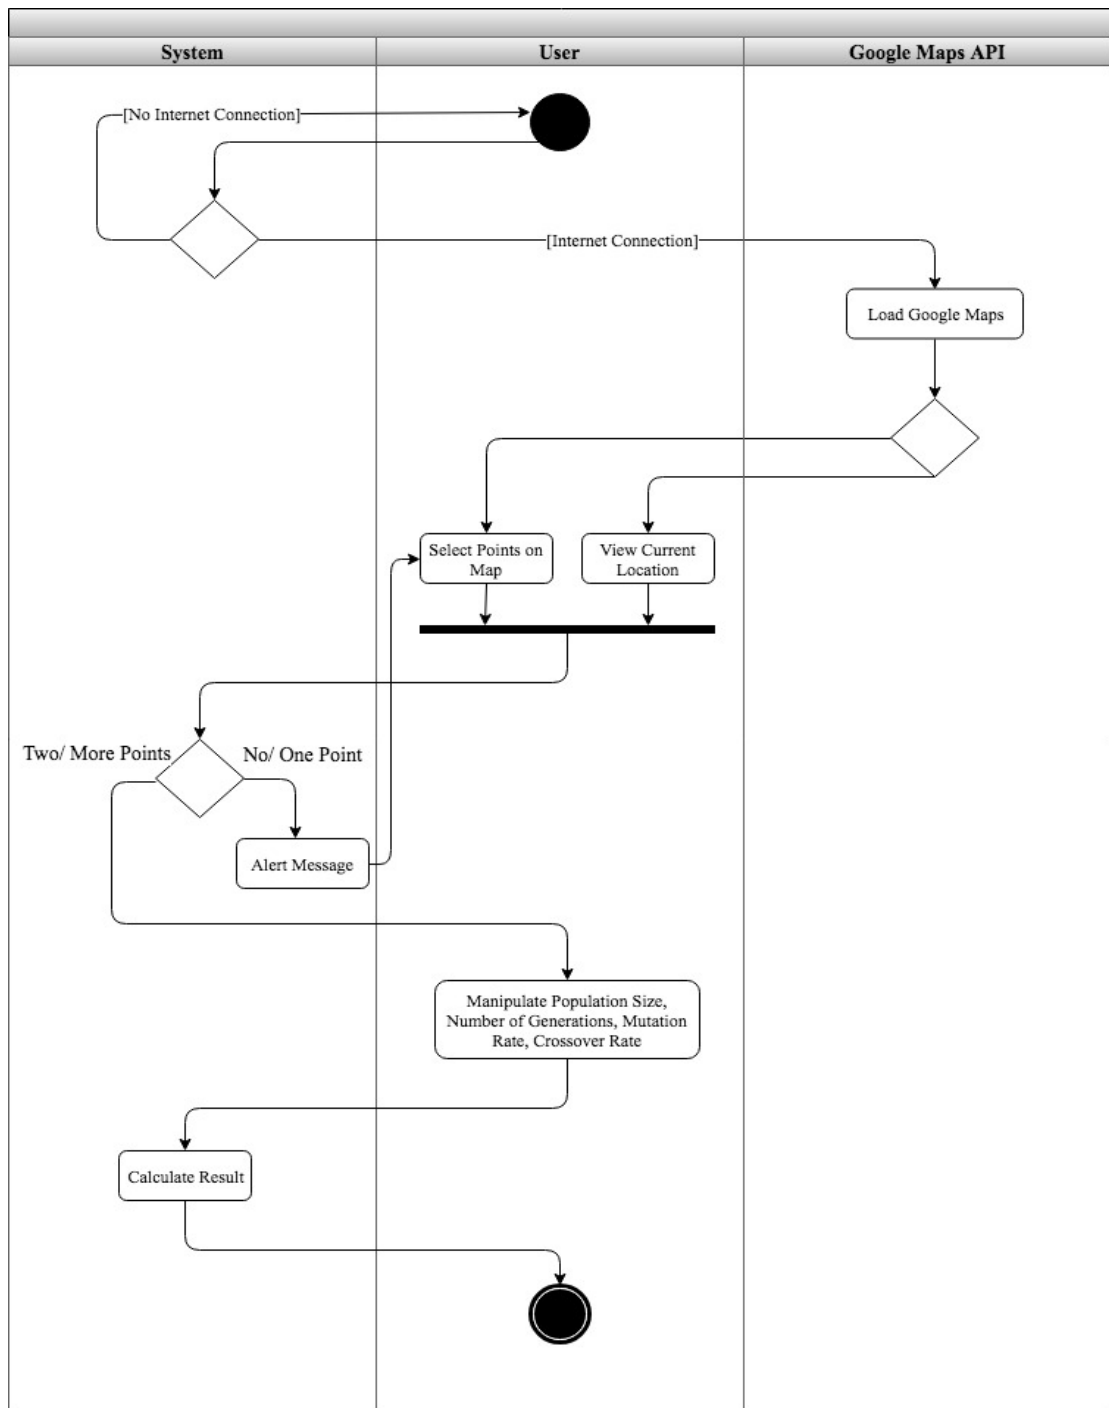 System
User
Google Maps API
[No Internet Connection]
[Internet Connection]
Load Google Maps
Select Points on
Map
View Current
Location
Two/ More Points
No/ One Point
Alert Message
Manipulate Population Size,
Number of Generations, Mutation
Rate, Crossover Rate
Calculate Result